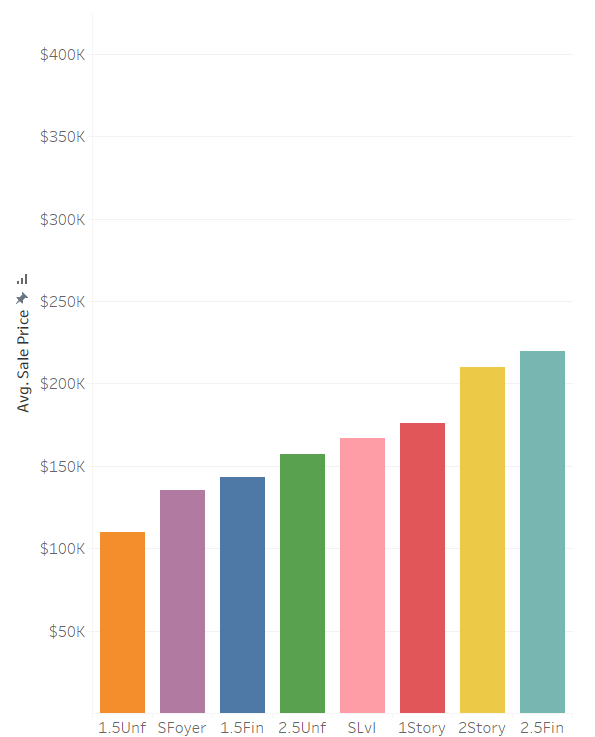 $400K
$350K
$300K
$250K
$200K
$150K
$100K
$50K
Avg. Sale Price
1.5Unf SFoyer 1.5Fin 2.5Unf SLvl 1Story 2Story 2.5Fin